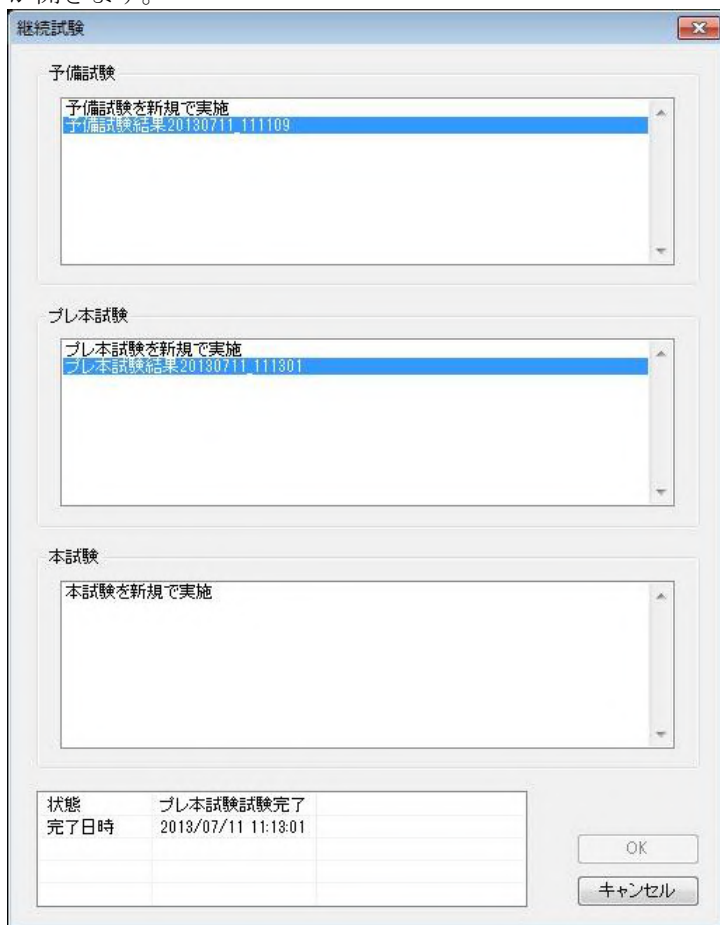 が開きます。
継続試験
予備試験
予備試験を新規で実施
予備試験結果20130711_111109
プレ本試験
プレ本試験を新規で実施
プレ本試験結果20130711_111301
本試験
本試験を新規で実施
状態 プレ本試験試験完了
完了日時 2013/07/11 11:13:01
OK
キャンセル